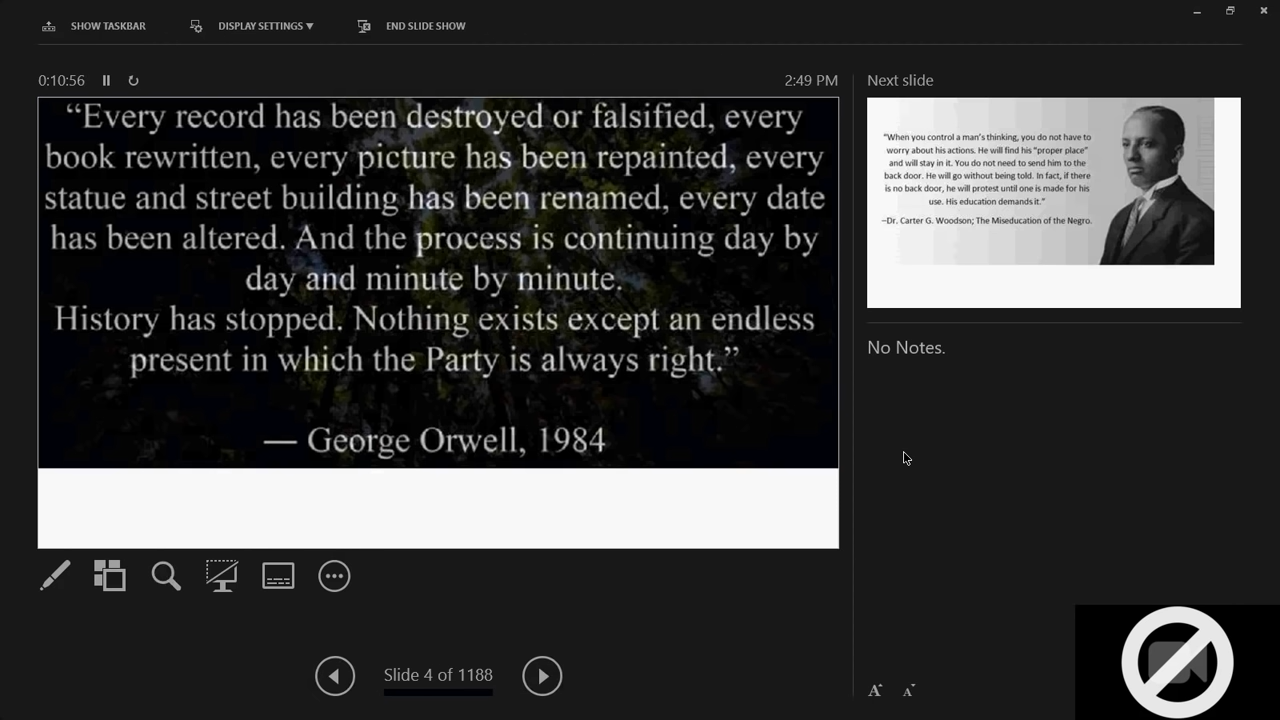 SHOW TASKBAR
DISPLAY SETTINGS ▼
END SLIDE SHOW
0:10:56
2:49 PM
“Every record has been destroyed or falsified, every
book rewritten, every picture has been repainted, every
statue and street building has been renamed, every date
has been altered. And the process is continuing day by
day and minute by minute.
History has stopped. Nothing exists except an endless
present in which the Party is always right.”
— George Orwell, 1984
Slide 4 of 1188
Next slide
“When you control a man’s thinking, you do not have to
worry about his actions. He will find his “proper place”
and will stay in it. You do not need to send him to the
back door. He will go without being told. In fact, if there
is no back door, he will protest until one is made for his
use. His education demands it.”
–Dr. Carter G. Woodson; The Miseducation of the Negro.
No Notes.
A A